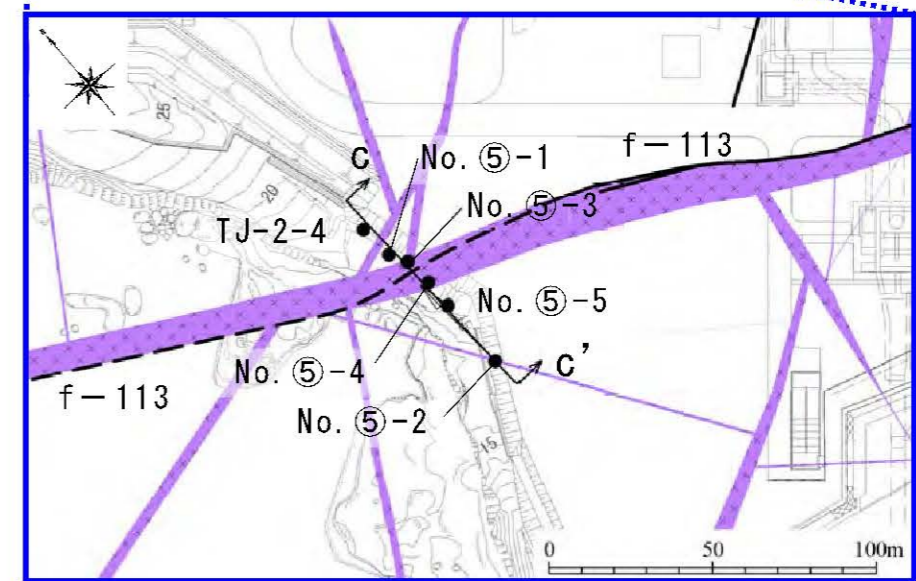 25
C
No. ⑤-1
f－113
20
No. ⑤-3
TJ-2-4
No. ⑤-5
No. ⑤-4
C'
f－113
No. ⑤-2
15
0 50 100m